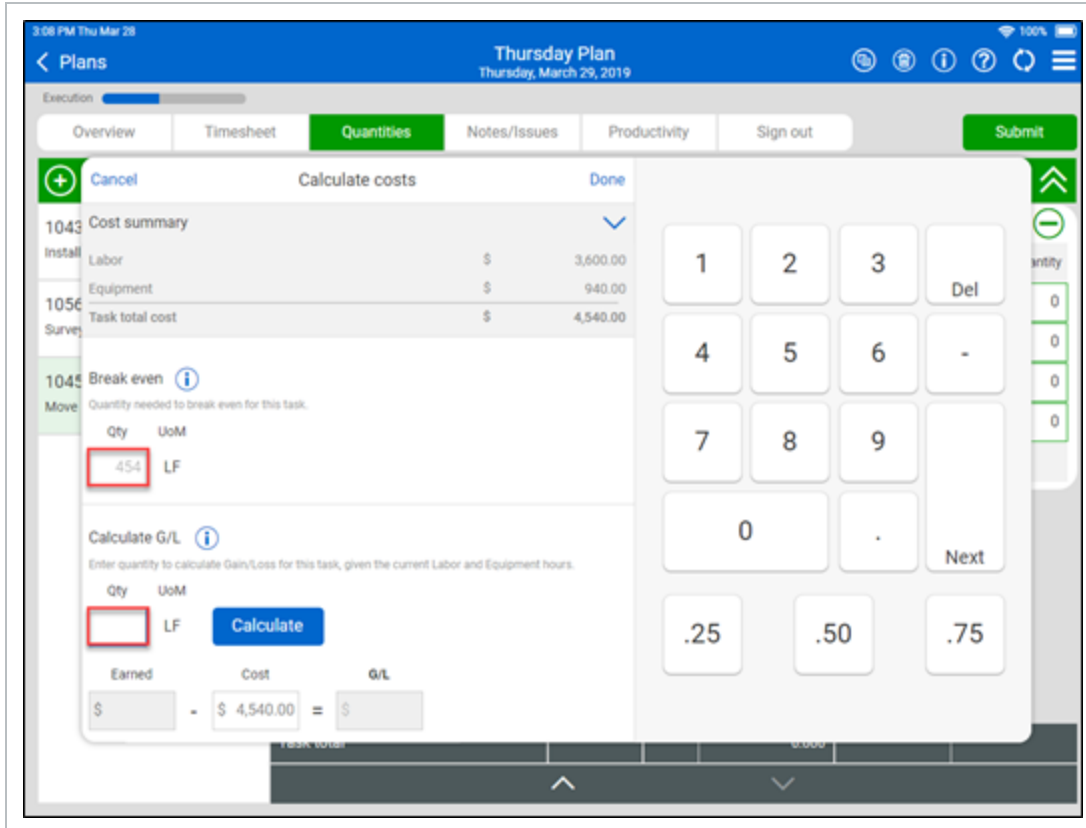 3:08 PM Thu Mar 28
100%
Plans
Thursday Plan
Thursday, March 29, 2019
Execution
Overview Timesheet Quantities Notes/Issues Productivity Sign out Submit
Cancel Calculate costs Done
1043
Install
1056
Survey
1045
Move
Cost summary
Labor $ 3,600.00
Equipment $ 940.00
Task total cost $ 4,540.00
Break even
Quantity needed to break even for this task.
Qty UoM
454 LF
Calculate G/L
Enter quantity to calculate Gain/Loss for this task, given the current Labor and Equipment hours.
Qty UoM
LF Calculate
Earned Cost G/L
$ - $ 4,540.00 = $
1 2 3 Del
4 5 6 -
7 8 9
0 . Next
.25 .50 .75
antity
0
0
0
0
Task total 0.000